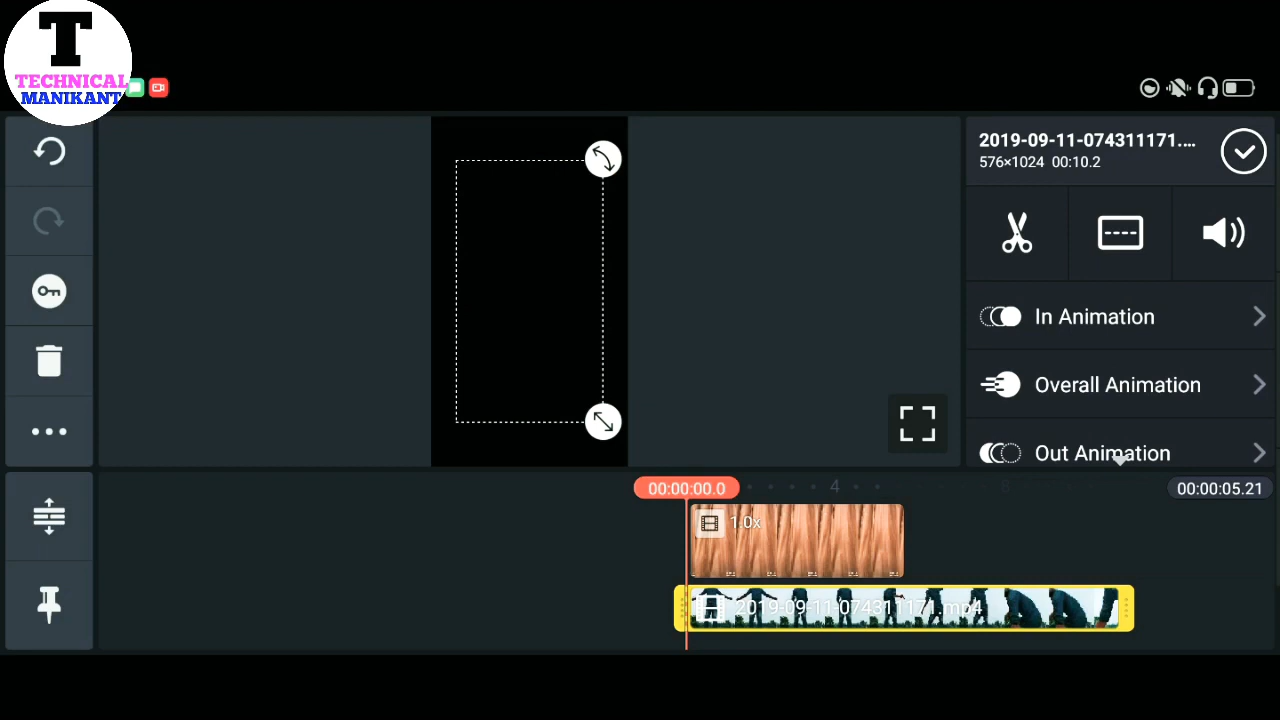 T
TECHNICAL
MANIKANT
2019-09-11-074311171....
576×1024 00:10.2
In Animation
Overall Animation
Out Animation
00:00:00.0
4
6
00:00:05.21
1.0x
2019-09-11-074311171.mp4